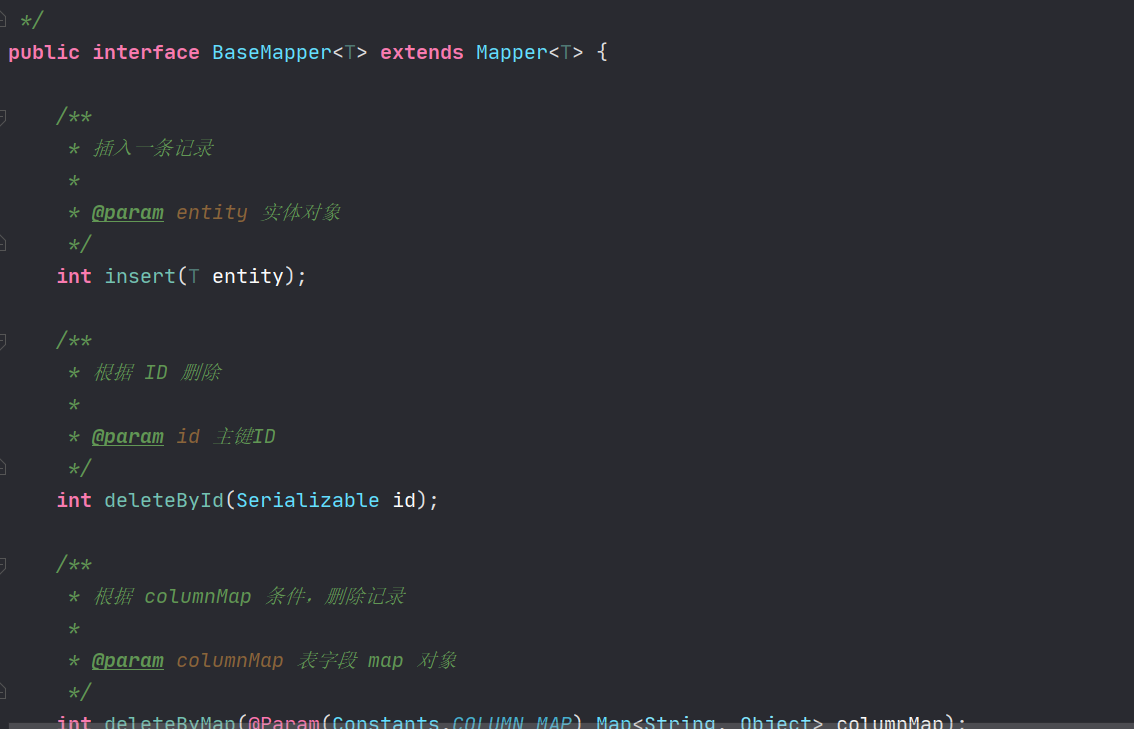 */
public interface BaseMapper<T> extends Mapper<T> {
/**
* 插入一条记录
*
* @param entity 实体对象
*/
int insert(T entity);
/**
* 根据 ID 删除
*
* @param id 主键ID
*/
int deleteById(Serializable id);
/**
* 根据 columnMap 条件，删除记录
*
* @param columnMap 表字段 map 对象
*/
int deleteByMap(@Param(Constants.COLUMN_MAP) Map<String, Object> columnMap);